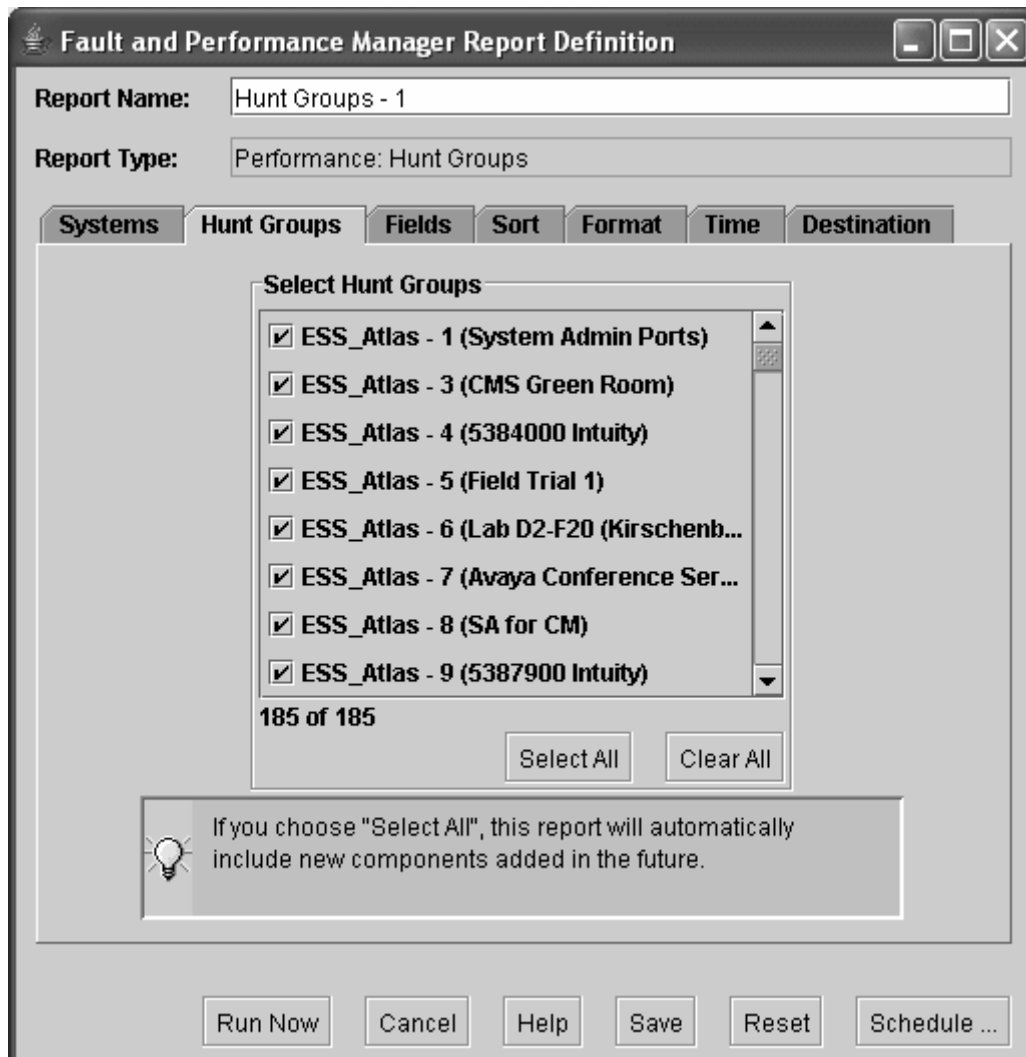 Fault and Performance Manager Report Definition
Report Name: Hunt Groups - 1
Report Type: Performance: Hunt Groups
Systems Hunt Groups Fields Sort Format Time Destination
Select Hunt Groups
ESS_Atlas - 1 (System Admin Ports)
ESS_Atlas - 3 (CMS Green Room)
ESS_Atlas - 4 (5384000 Intuity)
ESS_Atlas - 5 (Field Trial 1)
ESS_Atlas - 6 (Lab D2-F20 (Kirschenb...
ESS_Atlas - 7 (Avaya Conference Ser...
ESS_Atlas - 8 (SA for CM)
ESS_Atlas - 9 (5387900 Intuity)
185 of 185
Select All Clear All
If you choose "Select All", this report will automatically
include new components added in the future.
Run Now Cancel Help Save Reset Schedule ...